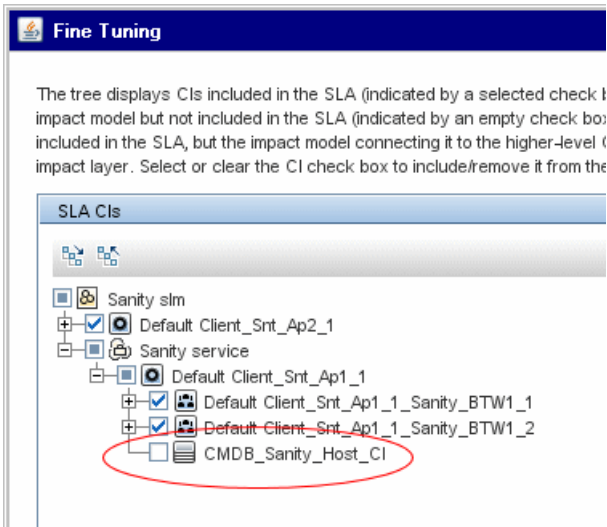 Fine Tuning
The tree displays CIs included in the SLA (indicated by a selected check
impact model but not included in the SLA (indicated by an empty check box
included in the SLA, but the impact model connecting it to the higher-level
impact layer. Select or clear the CI check box to include/remove it from the
SLA CIs
Sanity slm
Default Client_Snt_Ap2_1
Sanity service
Default Client_Snt_Ap1_1
Default Client_Snt_Ap1_1_Sanity_BTW1_1
Default Client_Snt_Ap1_1_Sanity_BTW1_2
CMDB_Sanity_Host_CI